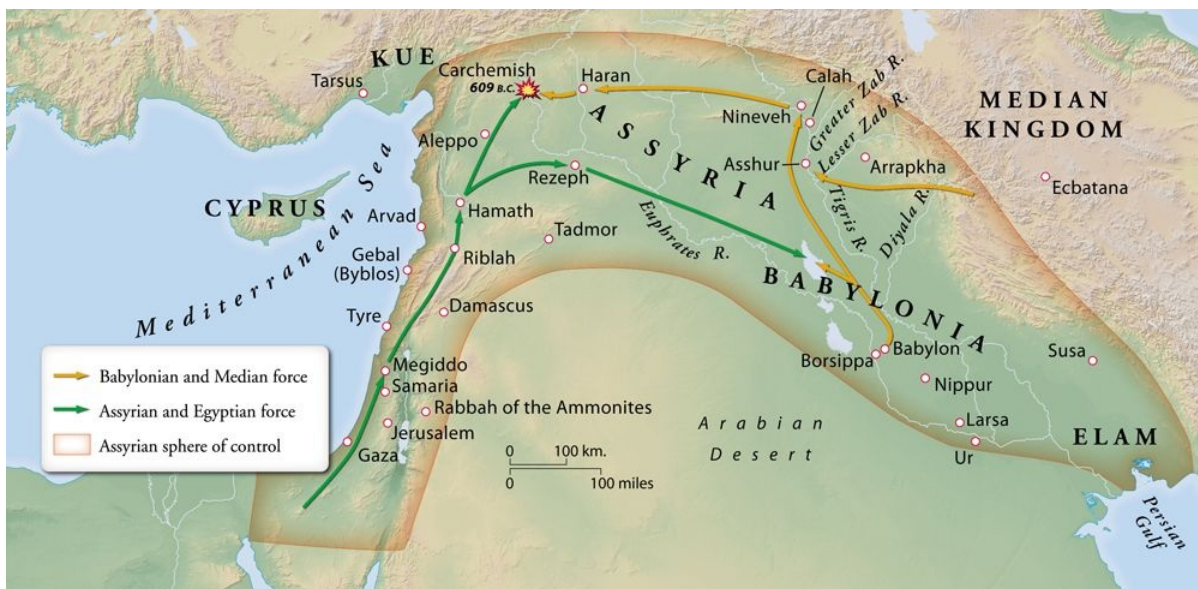 KUE
Tarsus
Carchemish
609 B.C.
Haran
Calah
Nineveh
Greater Zab R.
Lesser Zab R.
MEDIAN
KINGDOM
ASSYRIA
Aleppo
Asshur
Arrapkha
Rezeph
Ecbatana
CYPRUS
Mediterranean Sea
Arvad
Hamath
Tadmor
Euphrates R.
Tigris R.
Diyala R.
Gebal
(Byblos)
Riblah
BABYLONIA
Tyre
Damascus
Borsippa
Babylon
Susa
Megiddo
Samaria
Nippur
Rabbah of the Ammonites
Jerusalem
Gaza
Arabian
Desert
Larsa
Ur
ELAM
Persian
Gulf
Babylonian and Median force
Assyrian and Egyptian force
Assyrian sphere of control
0 100 km.
0 100 miles